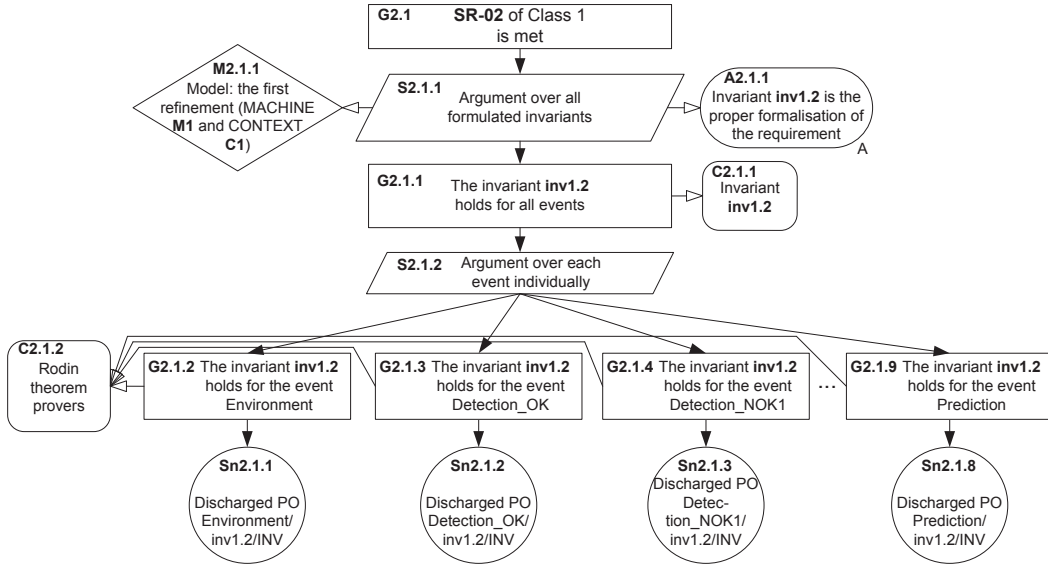 G2.1 SR-02 of Class 1
is met
M2.1.1
Model: the first
refinement (MACHINE
M1 and CONTEXT
C1)
S2.1.1
Argument over all
formulated invariants
A2.1.1
Invariant inv1.2 is the
proper formalisation of
the requirement
A
G2.1.1
The invariant inv1.2
holds for all events
C2.1.1
Invariant
inv1.2
S2.1.2 Argument over each
event individually
C2.1.2
Rodin
theorem
provers
G2.1.2 The invariant inv1.2
holds for the event
Environment
G2.1.3 The invariant inv1.2
holds for the event
Detection_OK
G2.1.4 The invariant inv1.2
holds for the event
Detection_NOK1
...
G2.1.9 The invariant inv1.2
holds for the event
Prediction
Sn2.1.1
Discharged PO
Environment/
inv1.2/INV
Sn2.1.2
Discharged PO
Detection_OK/
inv1.2/INV
Sn2.1.3
Discharged PO
Detec-
tion_NOK1/
inv1.2/INV
Sn2.1.8
Discharged PO
Prediction/
inv1.2/INV